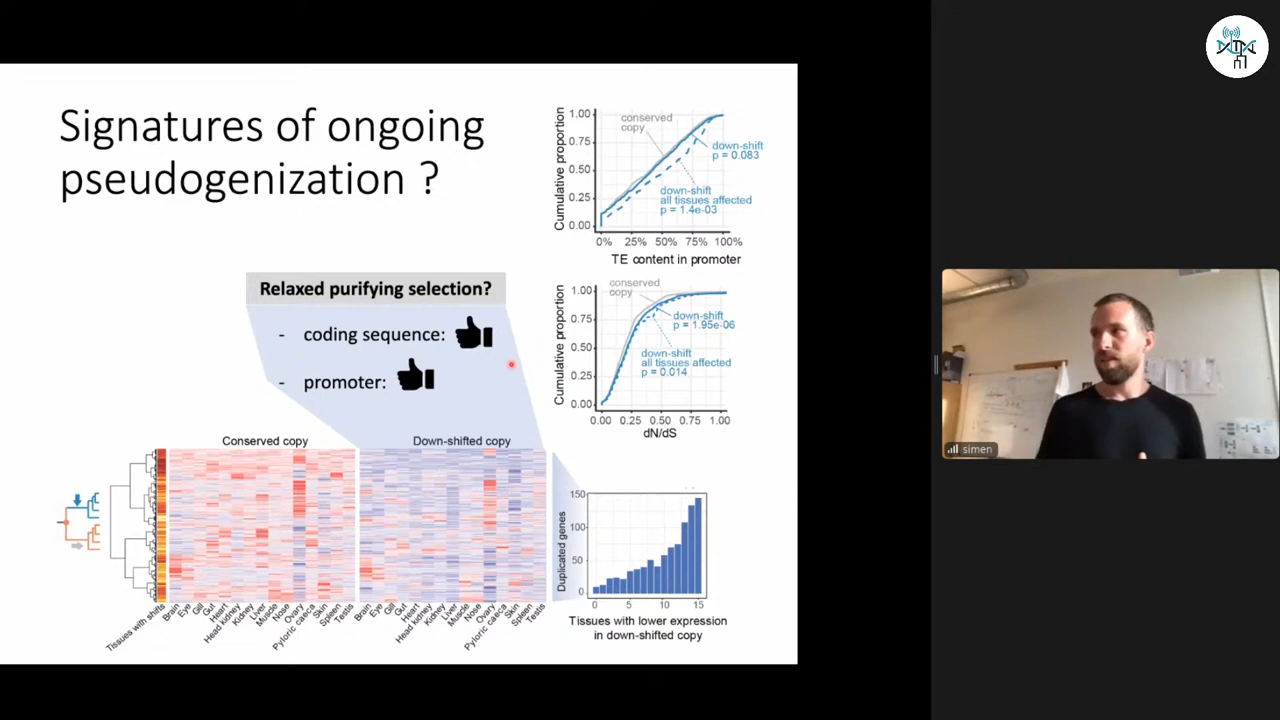 Signatures of ongoing
pseudogenization ?
Relaxed purifying selection?
- coding sequence:
- promoter:
1.00
0.75
0.50
0.25
0.00
Cumulative proportion
conserved
copy
down-shift
p = 0.083
down-shift
all tissues affected
p = 1.4e-03
0% 25% 50% 75% 100%
TE content in promoter
1.00
0.75
0.50
0.25
0.00
Cumulative proportion
conserved
copy
down-shift
p = 1.95e-06
down-shift
all tissues affected
p = 0.014
0.00 0.25 0.50 0.75 1.00
dN/dS
Conserved copy
Down-shifted copy
Tissues with shifts
Brain
Eye
Gill
Gut
Heart
Head kidney
Kidney
Liver
Muscle
Nose
Ovary
Pyloric caeca
Skin
Spleen
Testis
Brain
Eye
Gill
Gut
Heart
Head kidney
Kidney
Liver
Muscle
Nose
Ovary
Pyloric caeca
Skin
Spleen
Testis
150
100
50
0
Duplicated genes
0 5 10 15
Tissues with lower expression
in down-shifted copy
simen